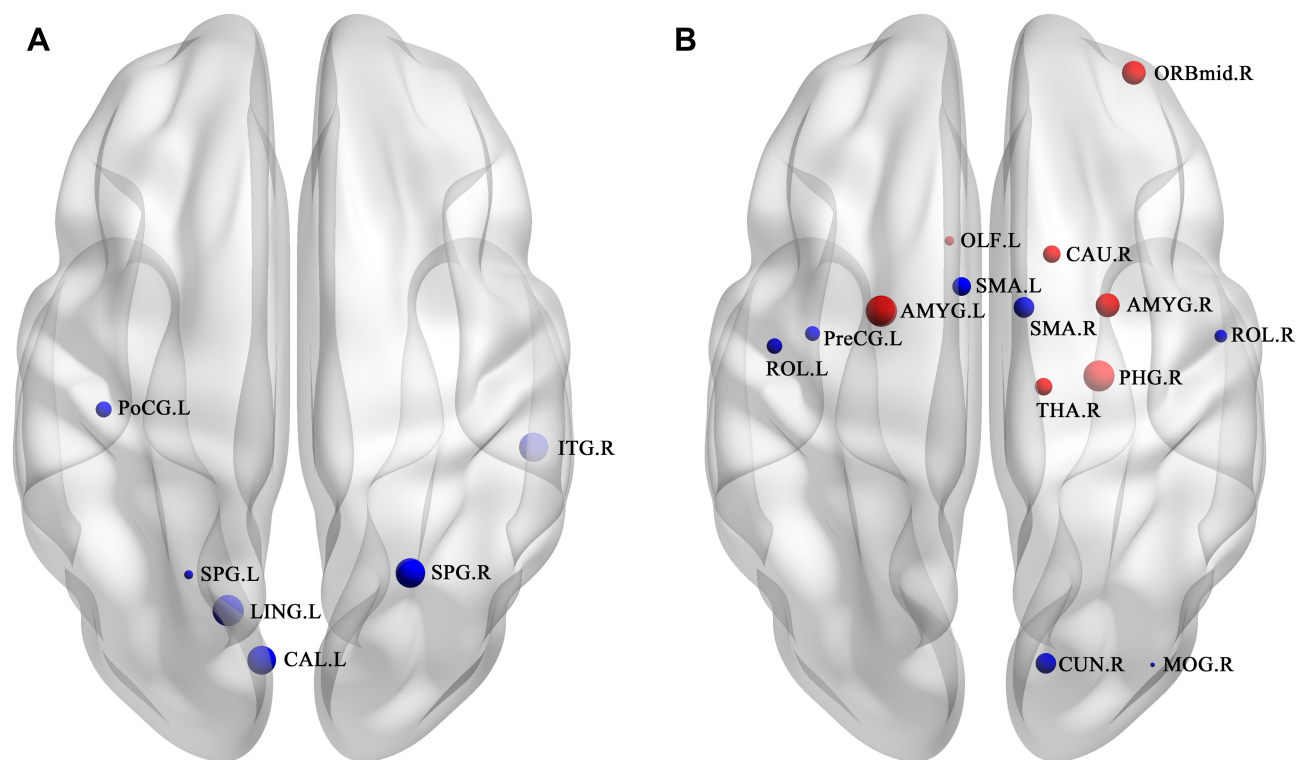 A
PoCG.L
ITG.R
SPG.L
SPG.R
LING.L
CAL.L
B
ORBmid.R
OLF.L
CAU.R
SMA.L
AMYG.L
AMYG.R
SMA.R
PreCG.L
ROL.R
ROL.L
PHG.R
THA.R
CUN.R
MOG.R